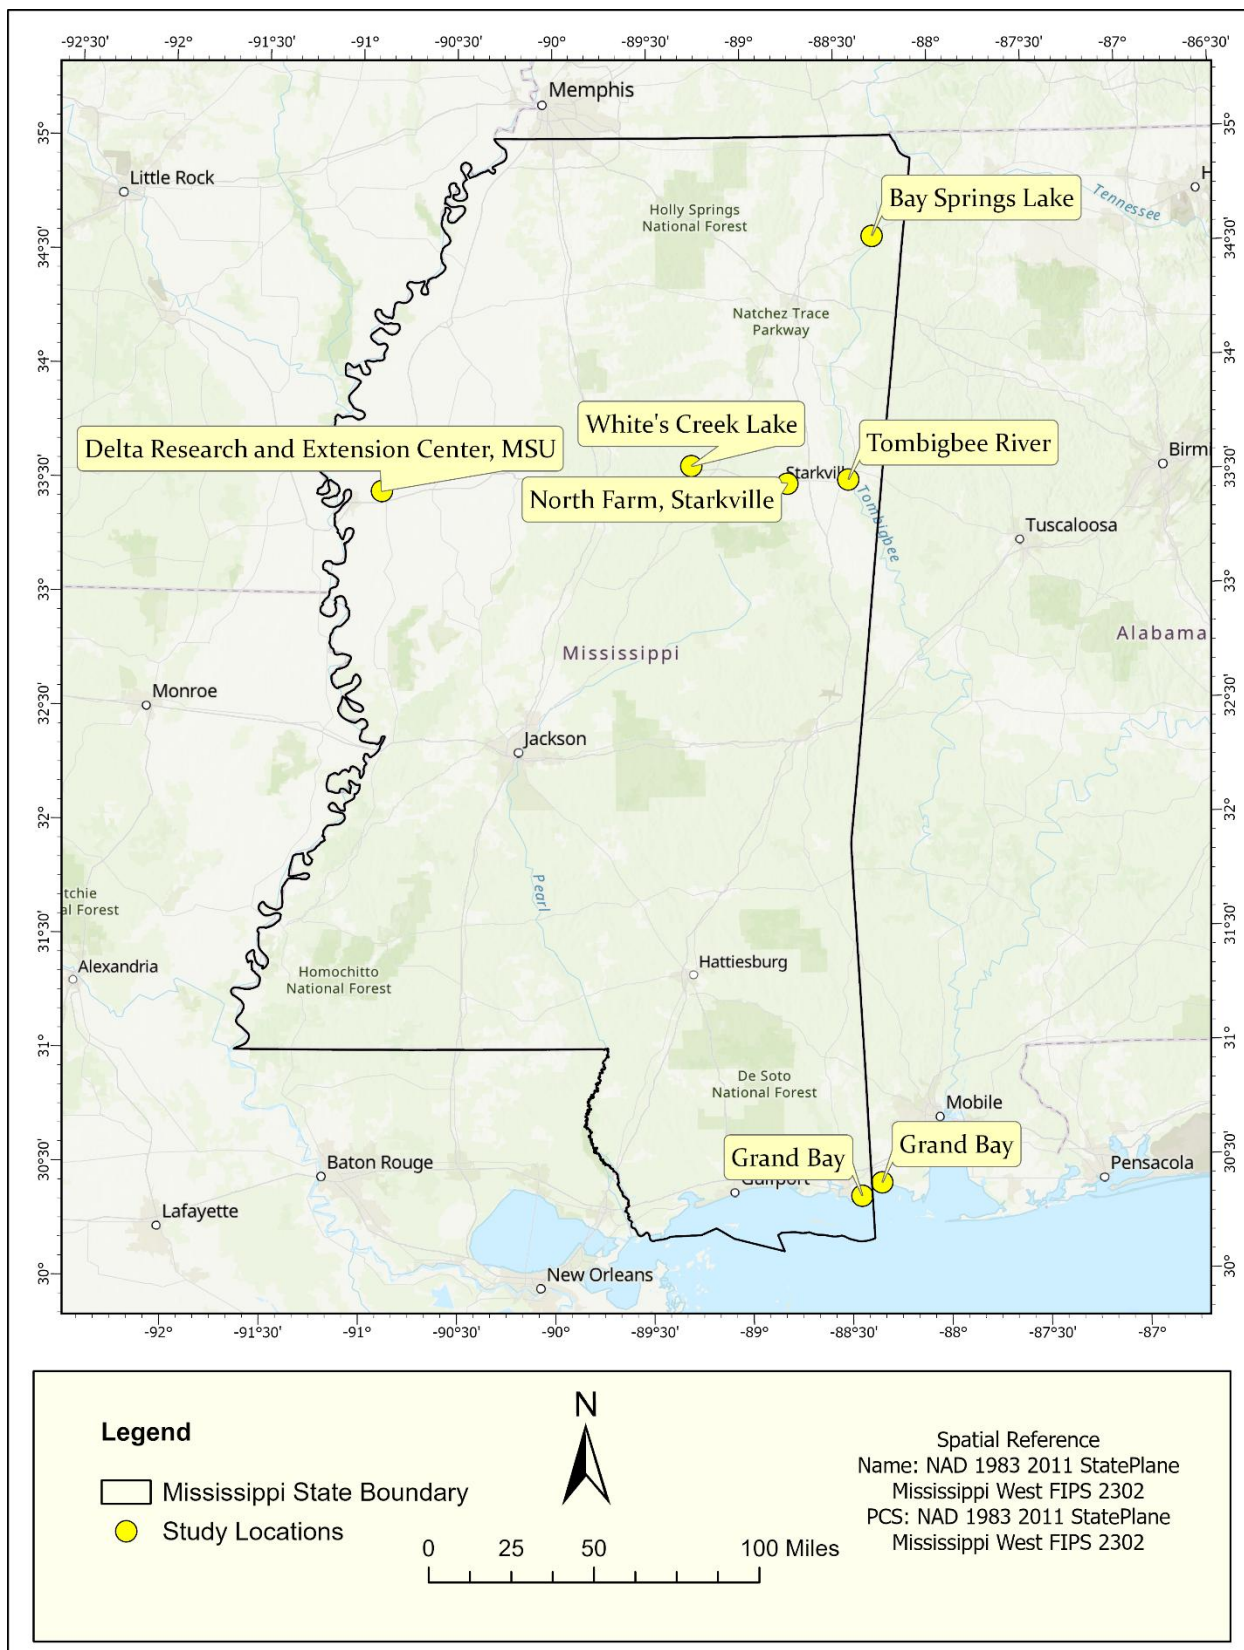 -92°30' -92° -91°30' -91° -90°30' -90° -89°30' -89° -88°30' -88° -87°30' -87° -86°30'
Memphis
35°
35°
Little Rock
H
Tennessee
Bay Springs Lake
Holly Springs
National Forest
34°30'
34°30'
Natchez Trace
Parkway
34°
34°
White's Creek Lake
Delta Research and Extension Center, MSU
Tombigbee River
Birmi
33°30'
33°30'
Starkvill
North Farm, Starkville
Tombigbee
Tuscaloosa
33°
33°
Alabama
Mississippi
Monroe
32°30'
32°30'
Jackson
32°
32°
Pearl
tchie
al Forest
31°30'
31°30'
Alexandria
Hattiesburg
Homochitto
National Forest
31°
31°
De Soto
National Forest
Mobile
Grand Bay
Grand Bay
30°30'
30°30'
Baton Rouge
Pensacola
Gulfport
Lafayette
30°
30°
New Orleans
-92° -91°30' -91° -90°30' -90° -89°30' -89° -88°30' -88° -87°30' -87°
Legend
Mississippi State Boundary
Study Locations
N
0 25 50 100 Miles
Spatial Reference
Name: NAD 1983 2011 StatePlane
Mississippi West FIPS 2302
PCS: NAD 1983 2011 StatePlane
Mississippi West FIPS 2302